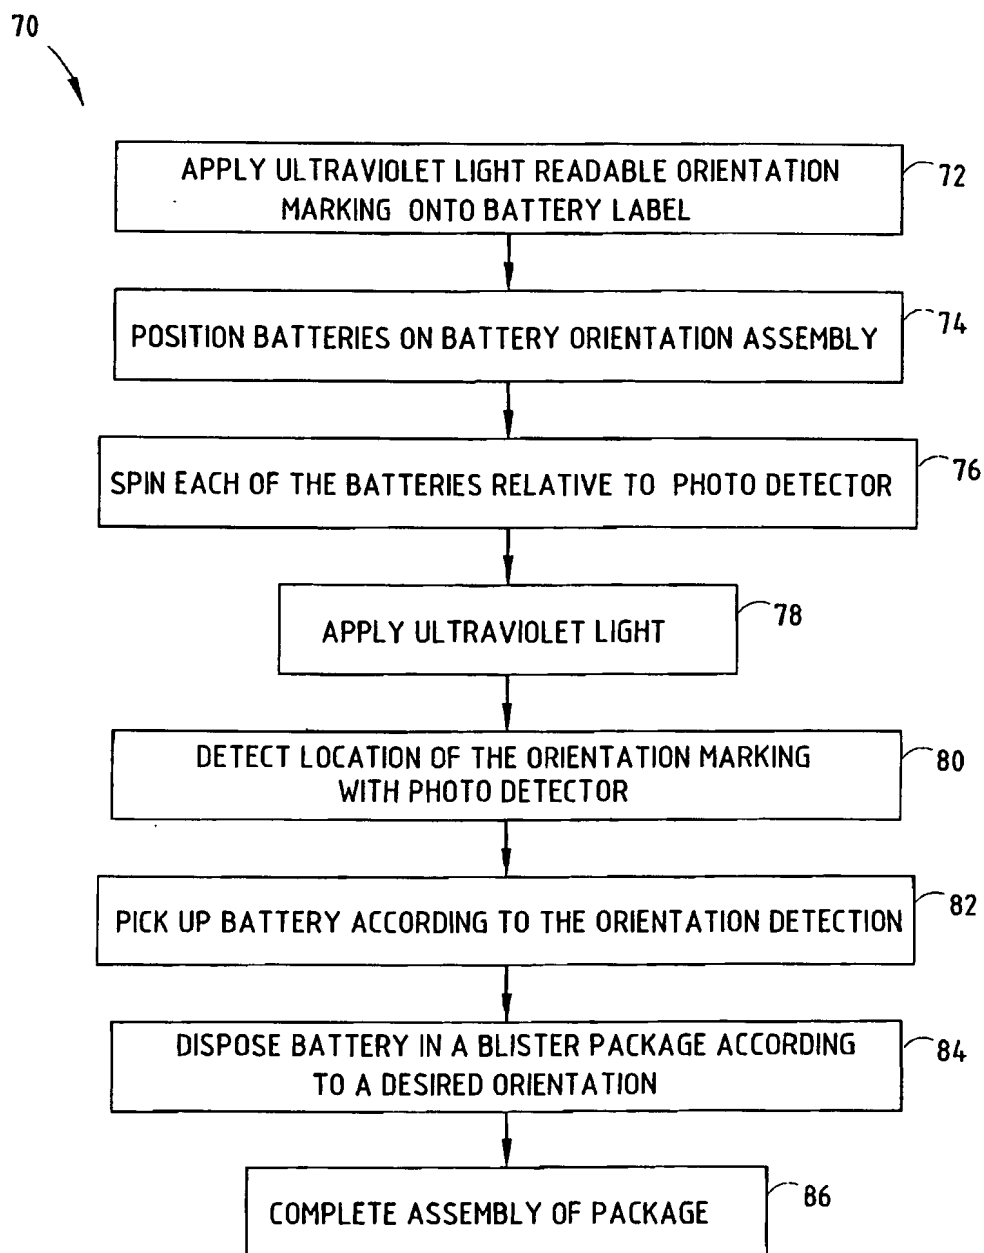 70
APPLY ULTRAVIOLET LIGHT READABLE ORIENTATION
MARKING ONTO BATTERY LABEL
72
POSITION BATTERIES ON BATTERY ORIENTATION ASSEMBLY
74
SPIN EACH OF THE BATTERIES RELATIVE TO PHOTO DETECTOR
76
APPLY ULTRAVIOLET LIGHT
78
DETECT LOCATION OF THE ORIENTATION MARKING
WITH PHOTO DETECTOR
80
PICK UP BATTERY ACCORDING TO THE ORIENTATION DETECTION
82
DISPOSE BATTERY IN A BLISTER PACKAGE ACCORDING
TO A DESIRED ORIENTATION
84
COMPLETE ASSEMBLY OF PACKAGE
86